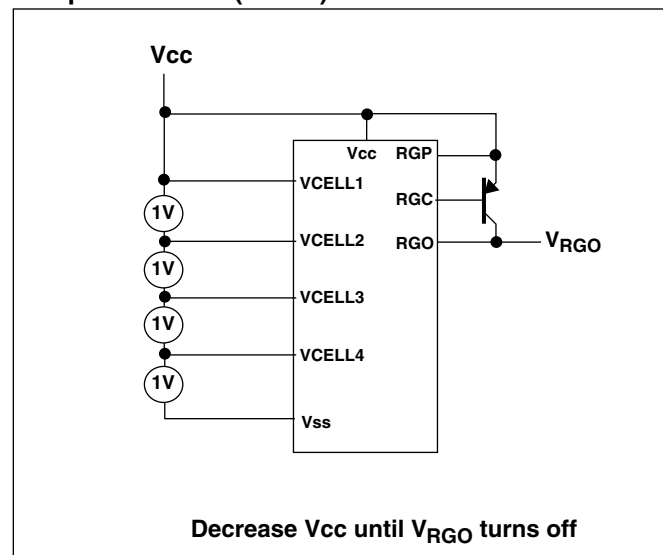 Vcc
Vcc RGP
VCELL1
RGC
1V
VCELL2
RGO
VRGO
1V
VCELL3
1V
VCELL4
1V
Vss
Decrease Vcc until VRGO turns off